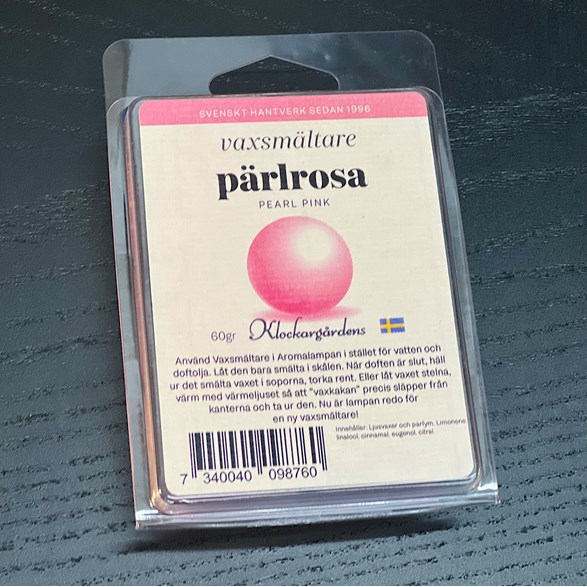 SVENSKT HANTVERK SEDAN 1996
vaxsmältare
pärlrosa
PEARL PINK
60gr Klockargårdens
Använd Vaxsmältare i Aromalampan i stället för vatten och
doftolja. Låt den bara smälta i skålen. När doften är slut, häll
ur det smälta vaxet i soporna, torka rent. Eller låt vaxet stelna,
värm med värmeljuset så att "vaxkakan" precis släpper från
kanterna och ta ur den. Nu är lampan redo för
en ny vaxsmältare!
Innehåller: Ljusvaxer och parfym. Limonene
linalool, cinnamal, eugenol, citral.
7 340040 098760